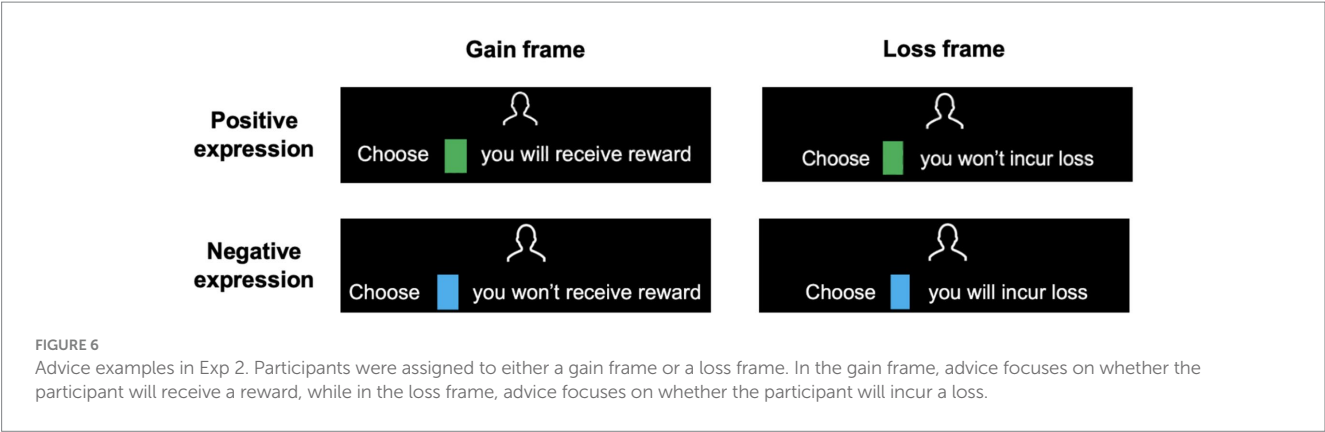 Gain frame
Loss frame
Positive
expression
Choose you will receive reward
Choose you won't incur loss
Negative
expression
Choose you won't receive reward
Choose you will incur loss
FIGURE 6
Advice examples in Exp 2. Participants were assigned to either a gain frame or a loss frame. In the gain frame, advice focuses on whether the
participant will receive a reward, while in the loss frame, advice focuses on whether the participant will incur a loss.